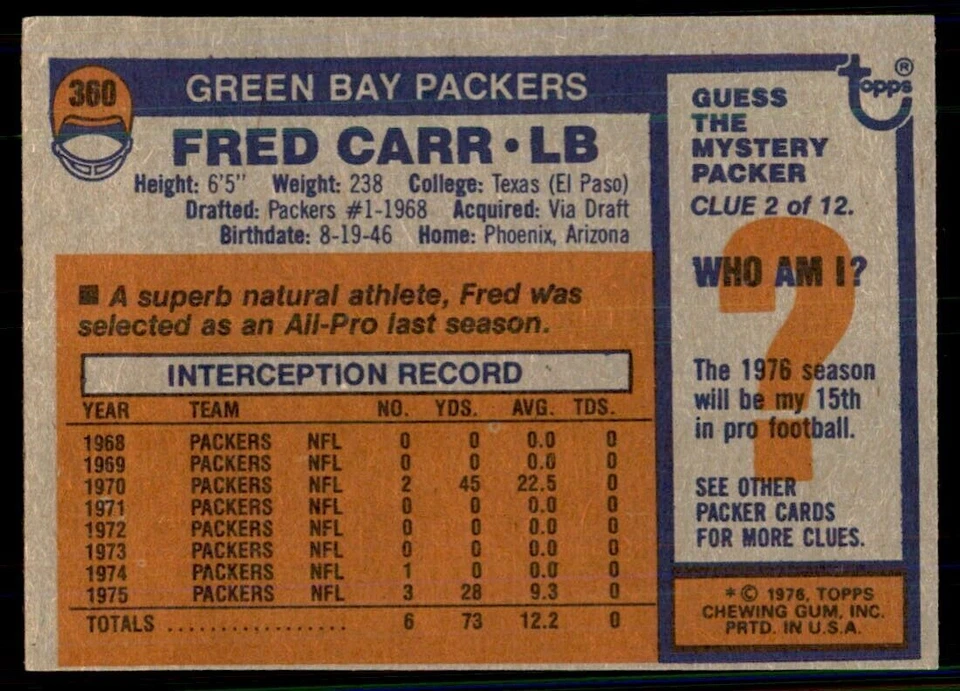 360
GREEN BAY PACKERS
FRED CARR • LB
Height: 6'5" Weight: 238 College: Texas (El Paso)
Drafted: Packers #1-1968 Acquired: Via Draft
Birthdate: 8-19-46 Home: Phoenix, Arizona
■ A superb natural athlete, Fred was
selected as an All-Pro last season.
INTERCEPTION RECORD
YEAR TEAM NO. YDS. AVG. TDS.
1968 PACKERS NFL 0 0 0.0 0
1969 PACKERS NFL 0 0 0.0 0
1970 PACKERS NFL 2 45 22.5 0
1971 PACKERS NFL 0 0 0.0 0
1972 PACKERS NFL 0 0 0.0 0
1973 PACKERS NFL 0 0 0.0 0
1974 PACKERS NFL 1 0 0.0 0
1975 PACKERS NFL 3 28 9.3 0
TOTALS .................. 6 73 12.2 0
topps ®
GUESS
THE
MYSTERY
PACKER
CLUE 2 of 12.
?
WHO AM I?
The 1976 season
will be my 15th
in pro football.
SEE OTHER
PACKER CARDS
FOR MORE CLUES.
* © 1976, TOPPS
CHEWING GUM, INC.
PRTD. IN U.S.A.